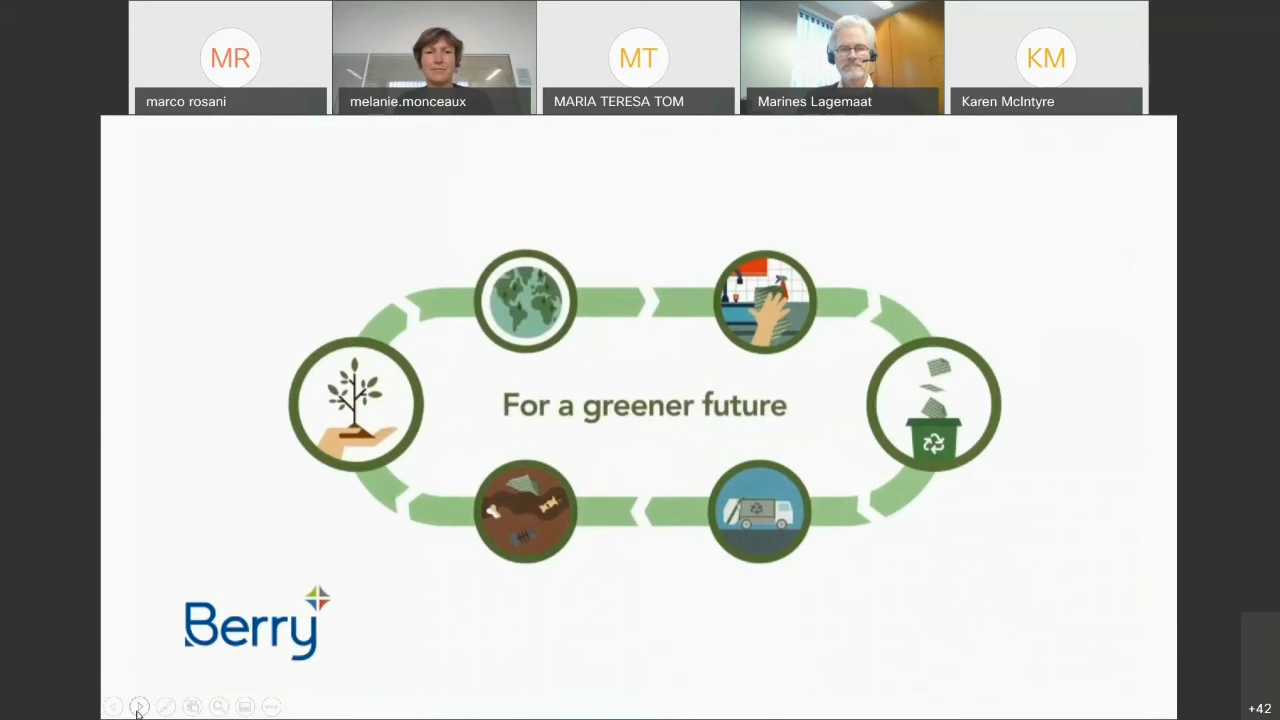 MR
MT
KM
marco rosani
melanie.monceaux
MARIA TERESA TOM
Marines Lagemaat
Karen McIntyre
For a greener future
Berry
+42